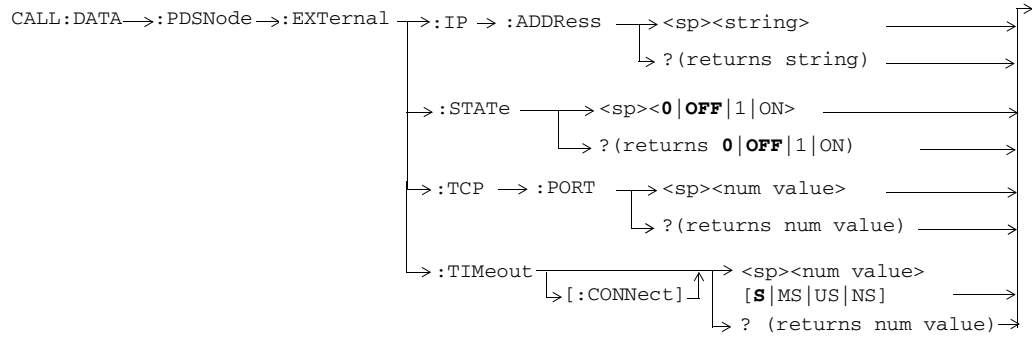 CALL:DATA :PDSNode :EXTernal :IP :ADDRess <sp><string>
?(returns string)
:STATe <sp><0|OFF|1|ON>
?(returns 0|OFF|1|ON)
:TCP :PORT <sp><num value>
?(returns num value)
:TIMeout <sp><num value>
[:CONNect] [S|MS|US|NS]
? (returns num value)